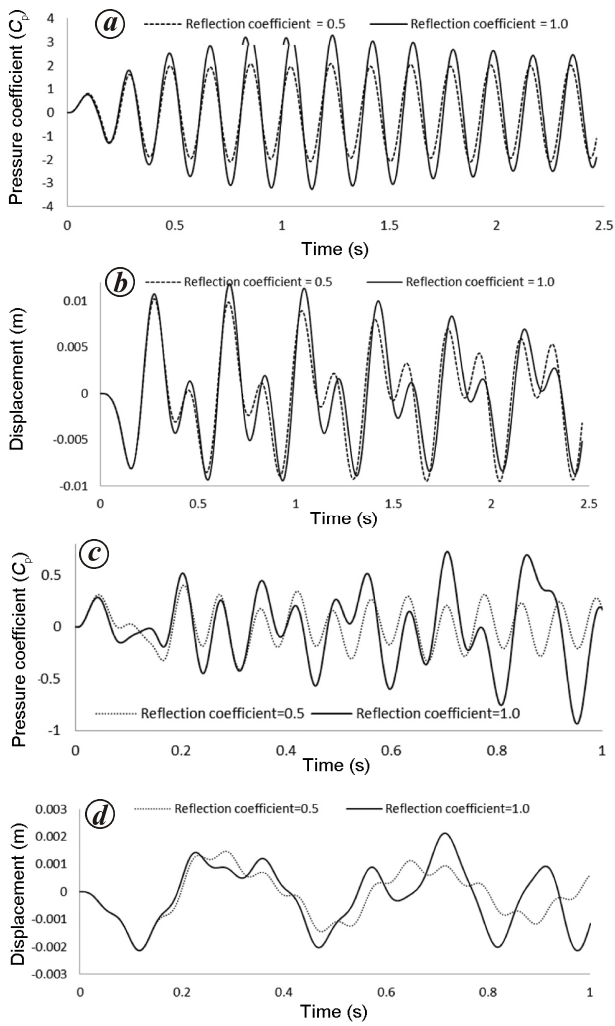 a
Reflection coefficient = 0.5 Reflection coefficient = 1.0
Pressure coefficient (Cp)
4
3
2
1
0
-1
-2
-3
-4
0 0.5 1 1.5 2 2.5
Time (s)
b
Reflection coefficient = 0.5 Reflection coefficient = 1.0
Displacement (m)
0.01
0.005
0
-0.005
-0.01
0 0.5 1 1.5 2 2.5
Time (s)
c
Pressure coefficient (Cp)
0.5
0
-0.5
-1
Reflection coefficient=0.5 Reflection coefficient=1.0
0 0.2 0.4 0.6 0.8 1
Time (s)
d
Reflection coefficient=0.5 Reflection coefficient=1.0
Displacement (m)
0.003
0.002
0.001
0
-0.001
-0.002
-0.003
0 0.2 0.4 0.6 0.8 1
Time (s)